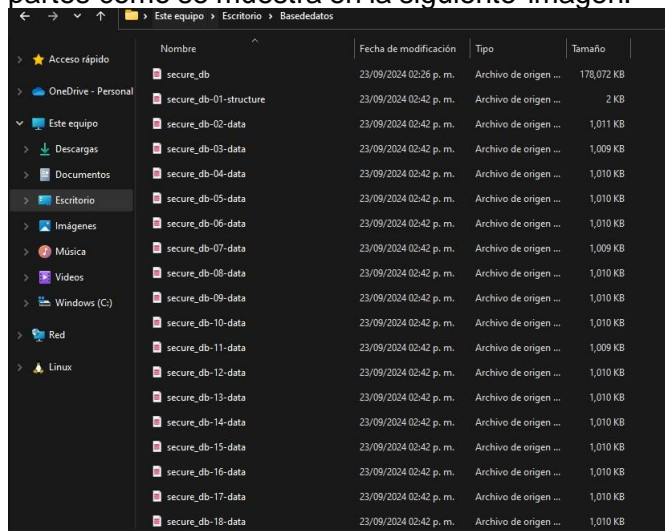 partes como se muestra en la siguiente imagen.
Este equipo > Escritorio > Basededatos
Nombre Fecha de modificación Tipo Tamaño
Acceso rápido
OneDrive - Personal
Este equipo
Descargas
Documentos
Escritorio
Imágenes
Música
Videos
Windows (C:)
Red
Linux
secure_db 23/09/2024 02:26 p. m. Archivo de origen ... 178,072 KB
secure_db-01-structure 23/09/2024 02:42 p. m. Archivo de origen ... 2 KB
secure_db-02-data 23/09/2024 02:42 p. m. Archivo de origen ... 1,011 KB
secure_db-03-data 23/09/2024 02:42 p. m. Archivo de origen ... 1,009 KB
secure_db-04-data 23/09/2024 02:42 p. m. Archivo de origen ... 1,010 KB
secure_db-05-data 23/09/2024 02:42 p. m. Archivo de origen ... 1,010 KB
secure_db-06-data 23/09/2024 02:42 p. m. Archivo de origen ... 1,010 KB
secure_db-07-data 23/09/2024 02:42 p. m. Archivo de origen ... 1,009 KB
secure_db-08-data 23/09/2024 02:42 p. m. Archivo de origen ... 1,010 KB
secure_db-09-data 23/09/2024 02:42 p. m. Archivo de origen ... 1,010 KB
secure_db-10-data 23/09/2024 02:42 p. m. Archivo de origen ... 1,010 KB
secure_db-11-data 23/09/2024 02:42 p. m. Archivo de origen ... 1,009 KB
secure_db-12-data 23/09/2024 02:42 p. m. Archivo de origen ... 1,010 KB
secure_db-13-data 23/09/2024 02:42 p. m. Archivo de origen ... 1,010 KB
secure_db-14-data 23/09/2024 02:42 p. m. Archivo de origen ... 1,010 KB
secure_db-15-data 23/09/2024 02:42 p. m. Archivo de origen ... 1,010 KB
secure_db-16-data 23/09/2024 02:42 p. m. Archivo de origen ... 1,010 KB
secure_db-17-data 23/09/2024 02:42 p. m. Archivo de origen ... 1,010 KB
secure_db-18-data 23/09/2024 02:42 p. m. Archivo de origen ... 1,010 KB